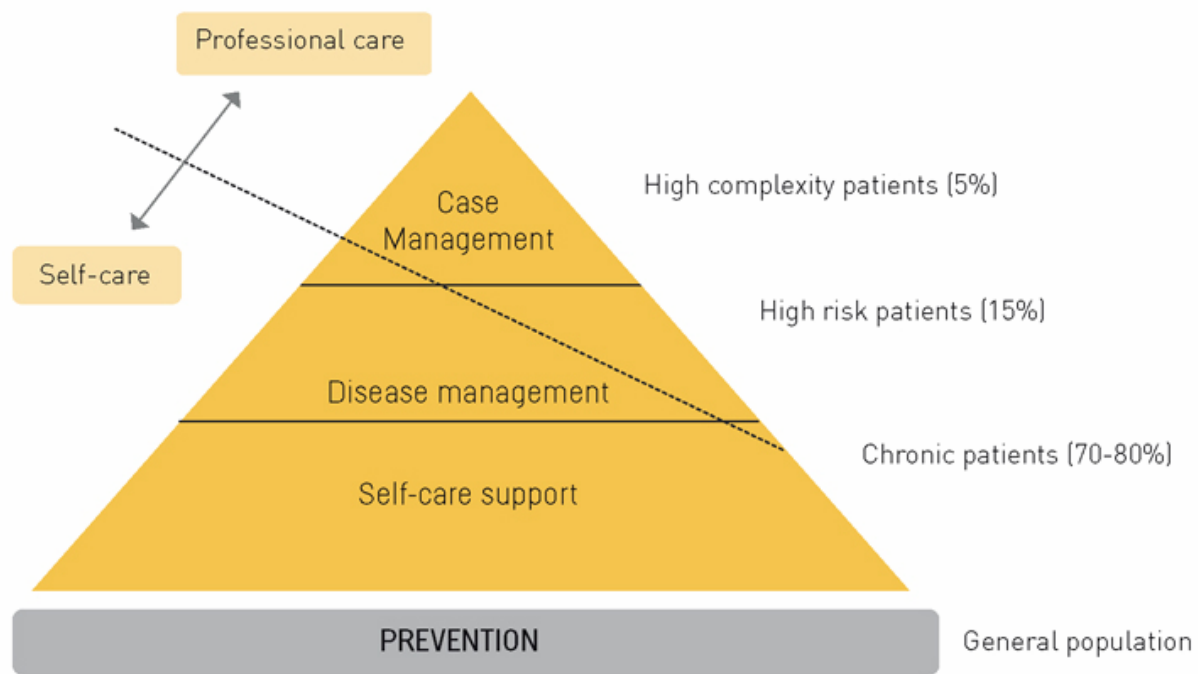 Professional care
Self-care
Case
Management
High complexity patients (5%)
High risk patients (15%)
Disease management
Chronic patients (70-80%)
Self-care support
PREVENTION
General population